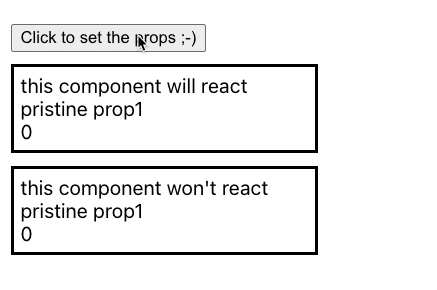 Click to set the props ;-)
this component will react
pristine prop1
0
this component won't react
pristine prop1
0